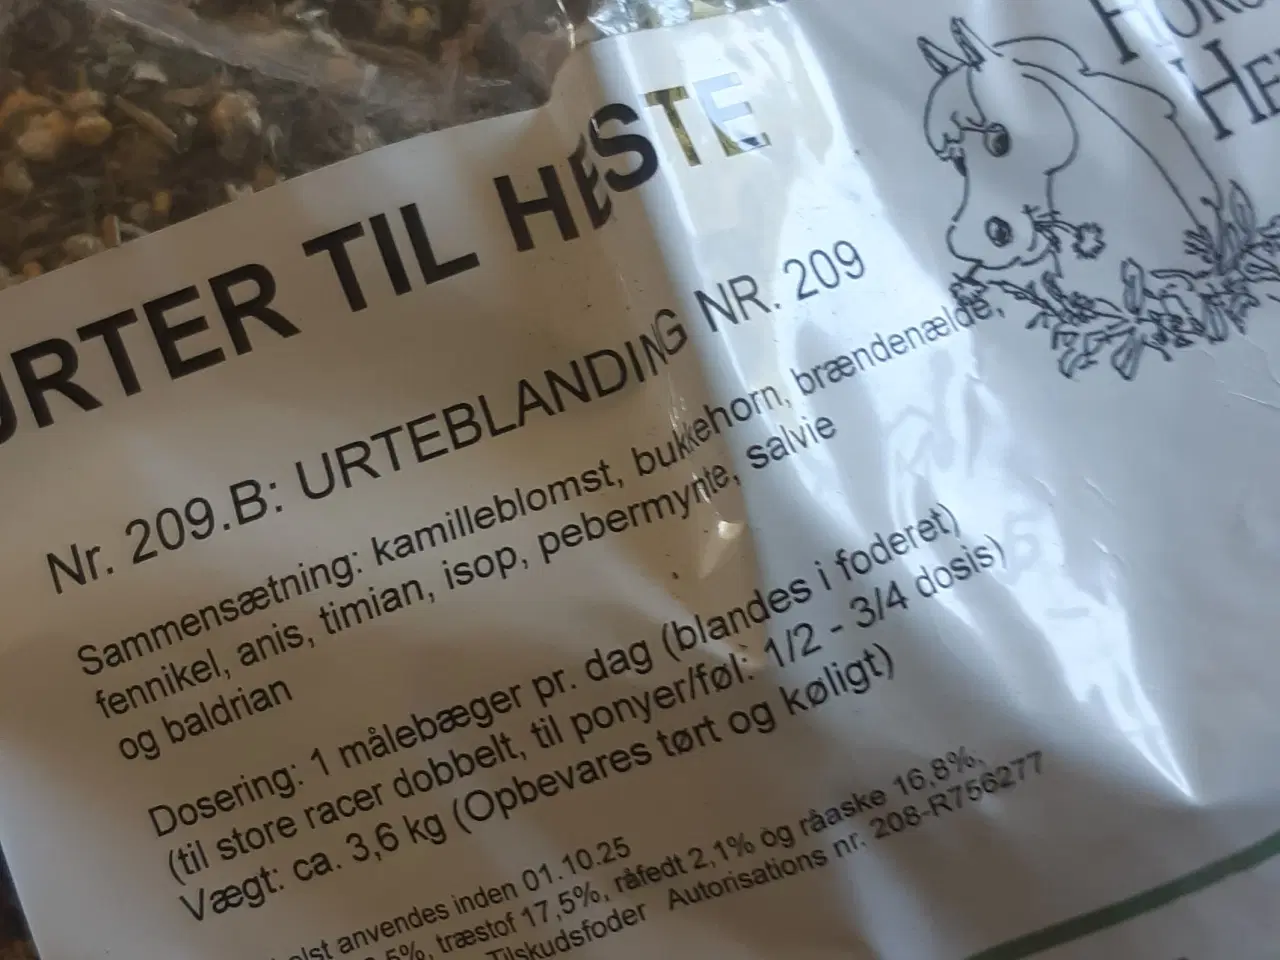 URTER TIL HESTE
Nr. 209.B: URTEBLANDING NR. 209
Sammensætning: kamilleblomst, bukkehorn, brændenælde,
fennikel, anis, timian, isop, pebermynte, salvie
og baldrian
Dosering: 1 målebæger pr. dag (blandes i foderet)
(til store racer dobbelt, til ponyer/føl: 1/2 - 3/4 dosis)
Vægt: ca. 3,6 kg (Opbevares tørt og køligt)
anvendes inden 01.10.25
5%, træstof 17,5%, råfedt 2,1% og råaske 16,8%,
Tilskudsfoder Autorisations nr. 208-R756277